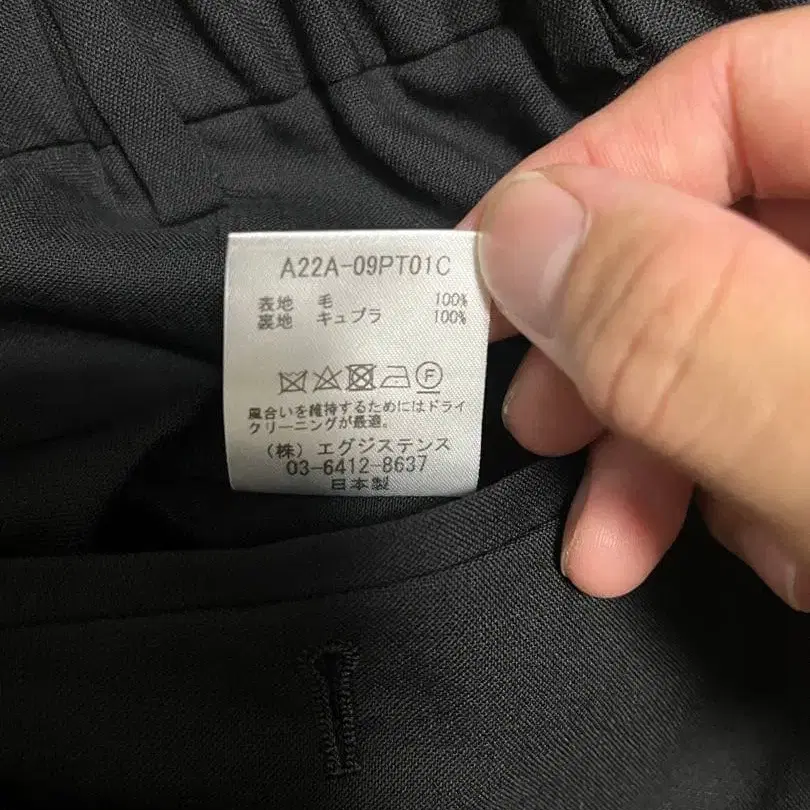 A22A-09PT01C
表地 毛 100%
裏地 キュプラ 100%
F
風合いを維持するためにはドライ
クリーニングが最適。
(株) エグジステンス
03-6412-8637
日本製